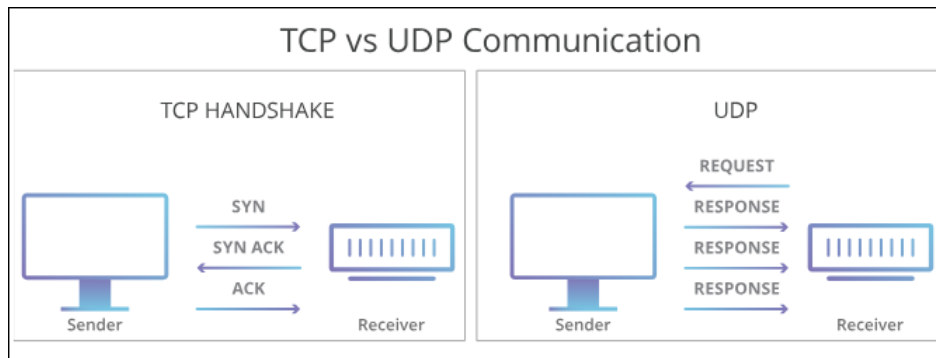 TCP vs UDP Communication
TCP HANDSHAKE
SYN
SYN ACK
ACK
Sender
Receiver
UDP
REQUEST
RESPONSE
RESPONSE
RESPONSE
Sender
Receiver